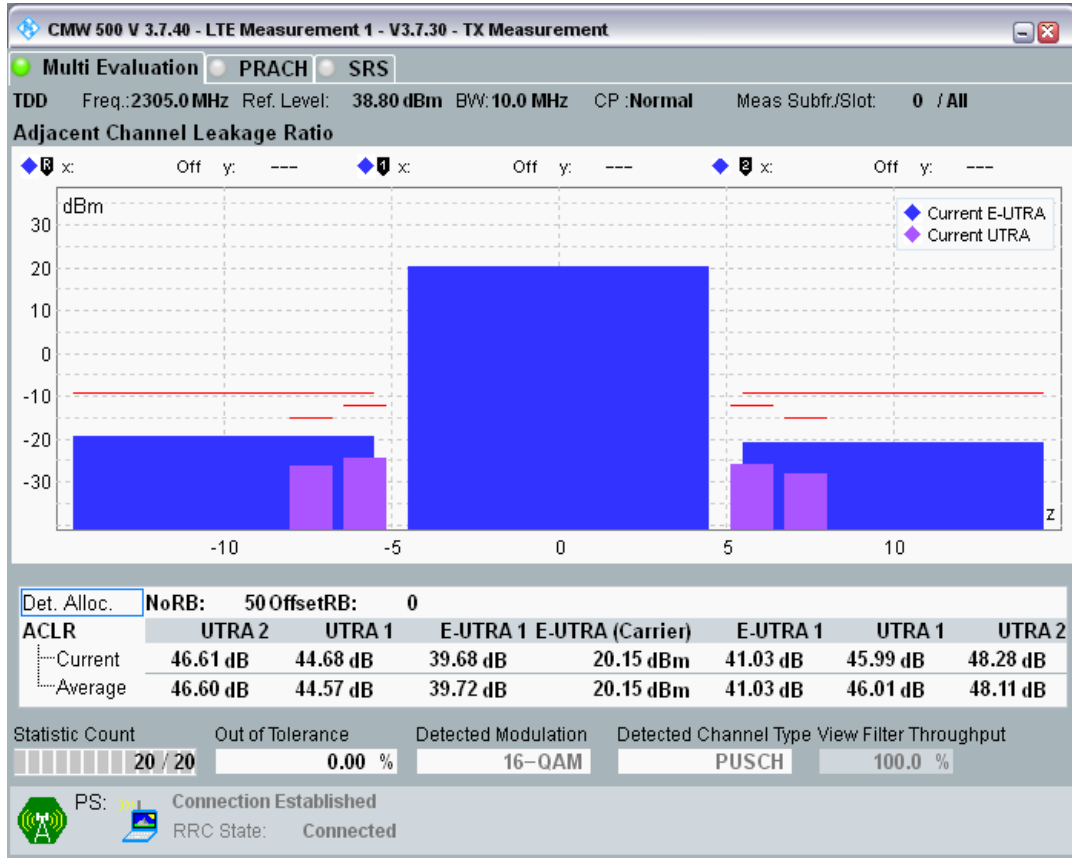 CMW 500 V 3.7.40 - LTE Measurement 1 - V3.7.30 - TX Measurement
Multi Evaluation PRACH SRS
TDD Freq.:2305.0 MHz Ref. Level: 38.80 dBm BW: 10.0 MHz CP :Normal Meas Subfr./Slot: 0 / All
Adjacent Channel Leakage Ratio
R x: Off y: --- 1 x: Off y: --- 2 x: Off y: ---
dBm
Current E-UTRA
Current UTRA
30
20
10
0
-10
-20
-30
z
-10 -5 0 5 10
Det. Alloc. NoRB: 50 OffsetRB: 0
ACLR UTRA 2 UTRA 1 E-UTRA 1 E-UTRA (Carrier) E-UTRA 1 UTRA 1 UTRA 2
Current 46.61 dB 44.68 dB 39.68 dB 20.15 dBm 41.03 dB 45.99 dB 48.28 dB
Average 46.60 dB 44.57 dB 39.72 dB 20.15 dBm 41.03 dB 46.01 dB 48.11 dB
Statistic Count Out of Tolerance Detected Modulation Detected Channel Type View Filter Throughput
20 / 20 0.00 % 16-QAM PUSCH 100.0 %
PS: Connection Established
RRC State: Connected